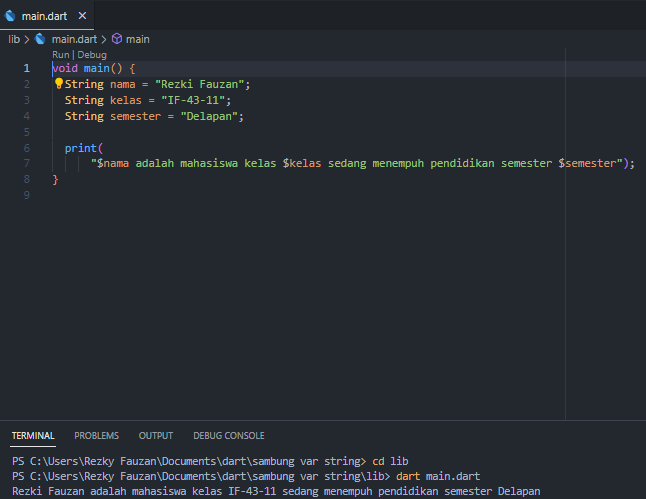 main.dart
lib > main.dart > main
Run | Debug
1 void main() {
2 String nama = "Rezki Fauzan";
3 String kelas = "IF-43-11";
4 String semester = "Delapan";
5
6 print(
7 "$nama adalah mahasiswa kelas $kelas sedang menempuh pendidikan semester $semester");
8 }
9
TERMINAL PROBLEMS OUTPUT DEBUG CONSOLE
PS C:\Users\Rezky Fauzan\Documents\dart\sambung var string> cd lib
PS C:\Users\Rezky Fauzan\Documents\dart\sambung var string\lib> dart main.dart
Rezki Fauzan adalah mahasiswa kelas IF-43-11 sedang menempuh pendidikan semester Delapan